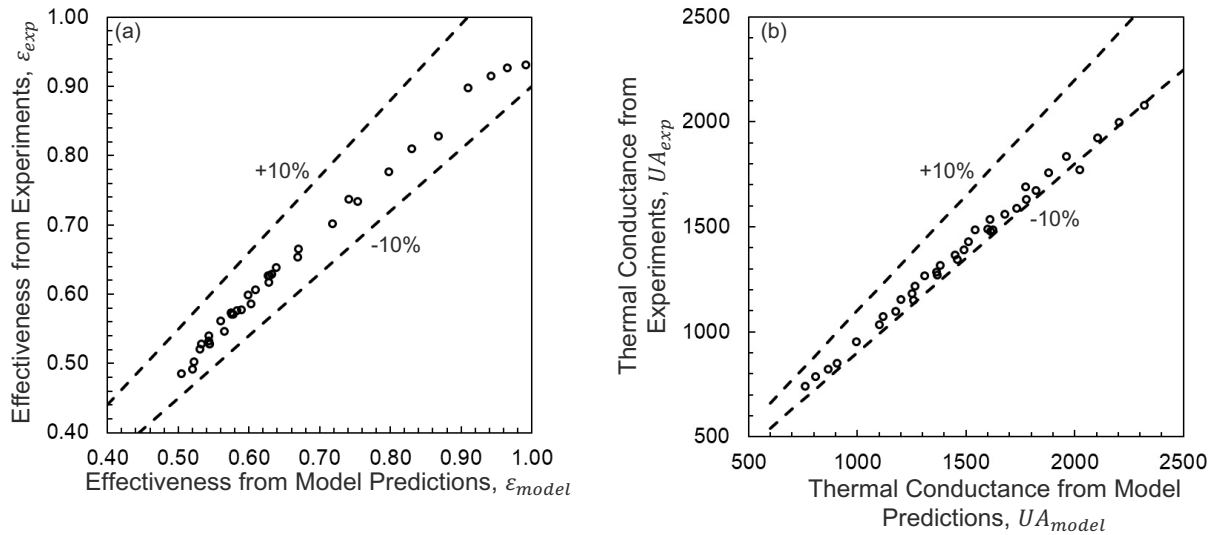 (a)
Effectiveness from Experiments, ε_exp
1.00
0.90
0.80
0.70
0.60
0.50
0.40
+10%
-10%
0.40 0.50 0.60 0.70 0.80 0.90 1.00
Effectiveness from Model Predictions, ε_model
(b)
Thermal Conductance from
Experiments, UA_exp
2500
2000
1500
1000
500
+10%
-10%
500 1000 1500 2000 2500
Thermal Conductance from Model
Predictions, UA_model